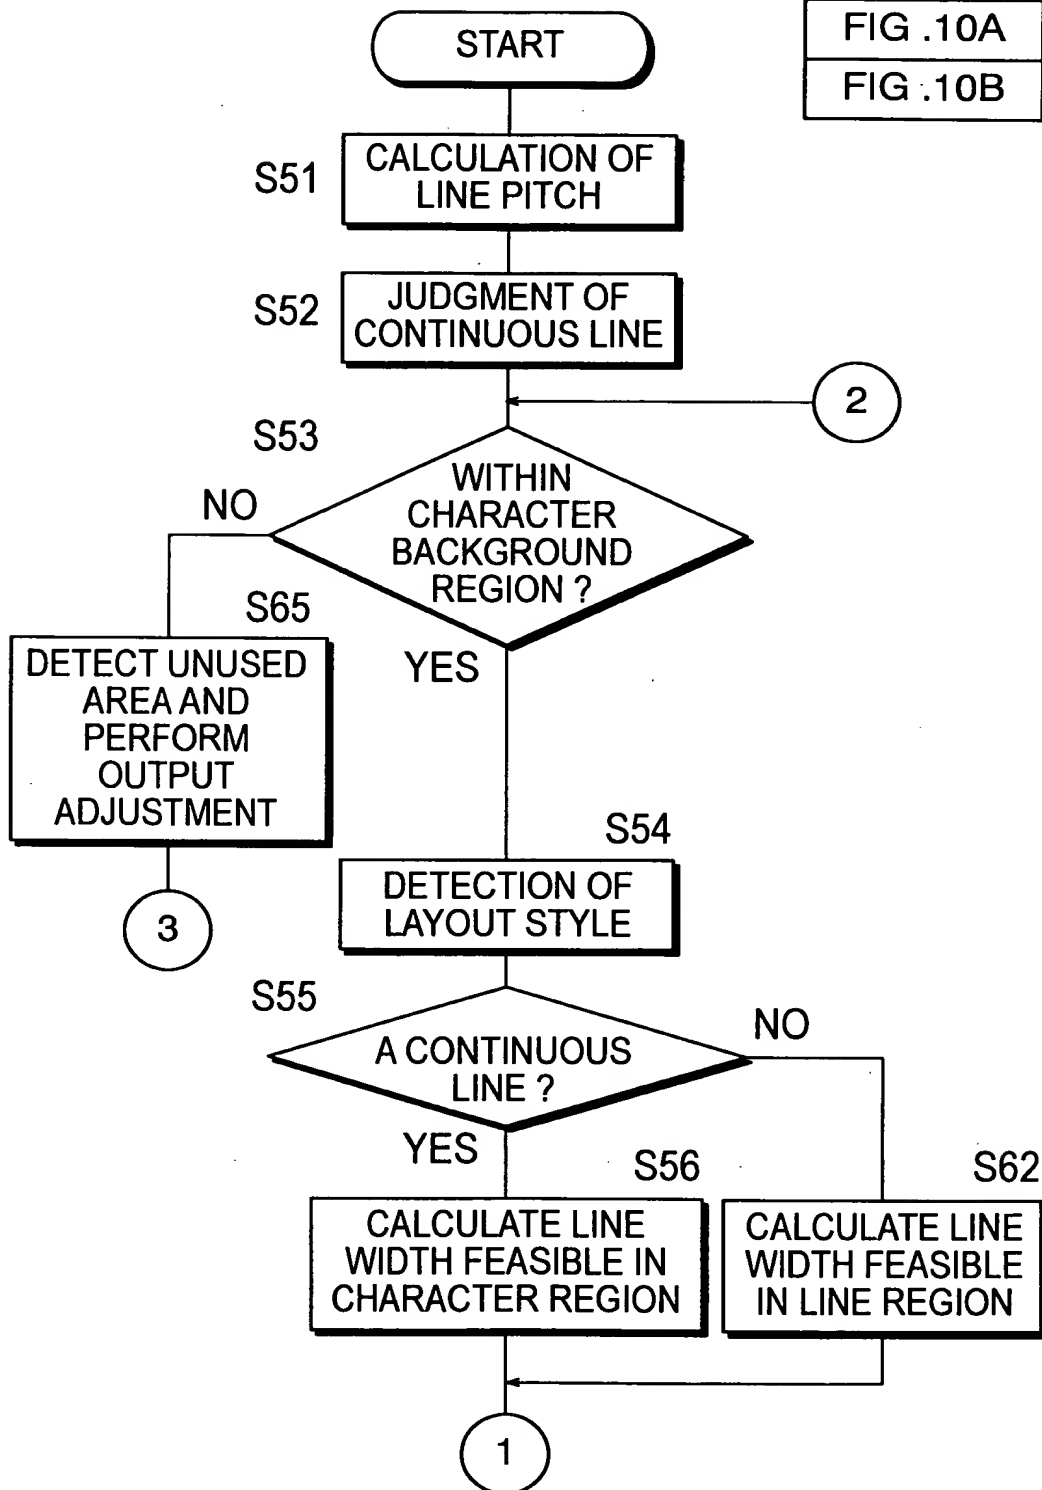 FIG .10A
FIG .10B
START
S51
CALCULATION OF
LINE PITCH
S52
JUDGMENT OF
CONTINUOUS LINE
2
S53
WITHIN
CHARACTER
BACKGROUND
REGION ?
NO
YES
S65
DETECT UNUSED
AREA AND
PERFORM
OUTPUT
ADJUSTMENT
3
S54
DETECTION OF
LAYOUT STYLE
S55
A CONTINUOUS
LINE ?
NO
YES
S56
CALCULATE LINE
WIDTH FEASIBLE IN
CHARACTER REGION
S62
CALCULATE LINE
WIDTH FEASIBLE
IN LINE REGION
1